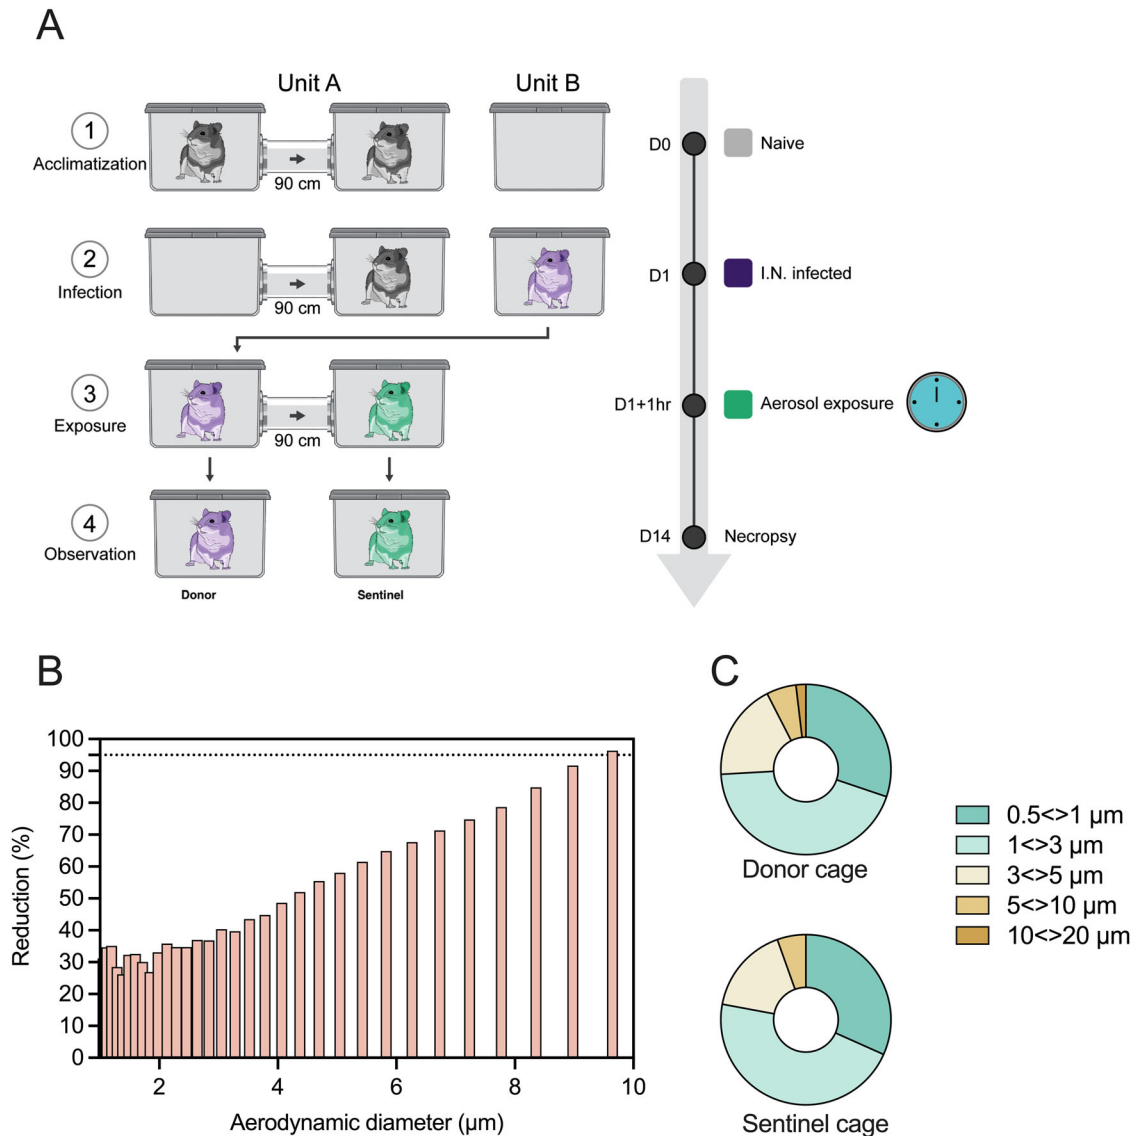 A
Unit A
Unit B
1
Acclimatization
90 cm
D0
Naive
2
Infection
90 cm
D1
I.N. infected
3
Exposure
90 cm
D1+1hr
Aerosol exposure
4
Observation
D14
Necropsy
Donor
Sentinel
B
Reduction (%)
100
90
80
70
60
50
40
30
20
10
0
2
4
6
8
10
Aerodynamic diameter (µm)
C
Donor cage
Sentinel cage
0.5<>1 µm
1<>3 µm
3<>5 µm
5<>10 µm
10<>20 µm